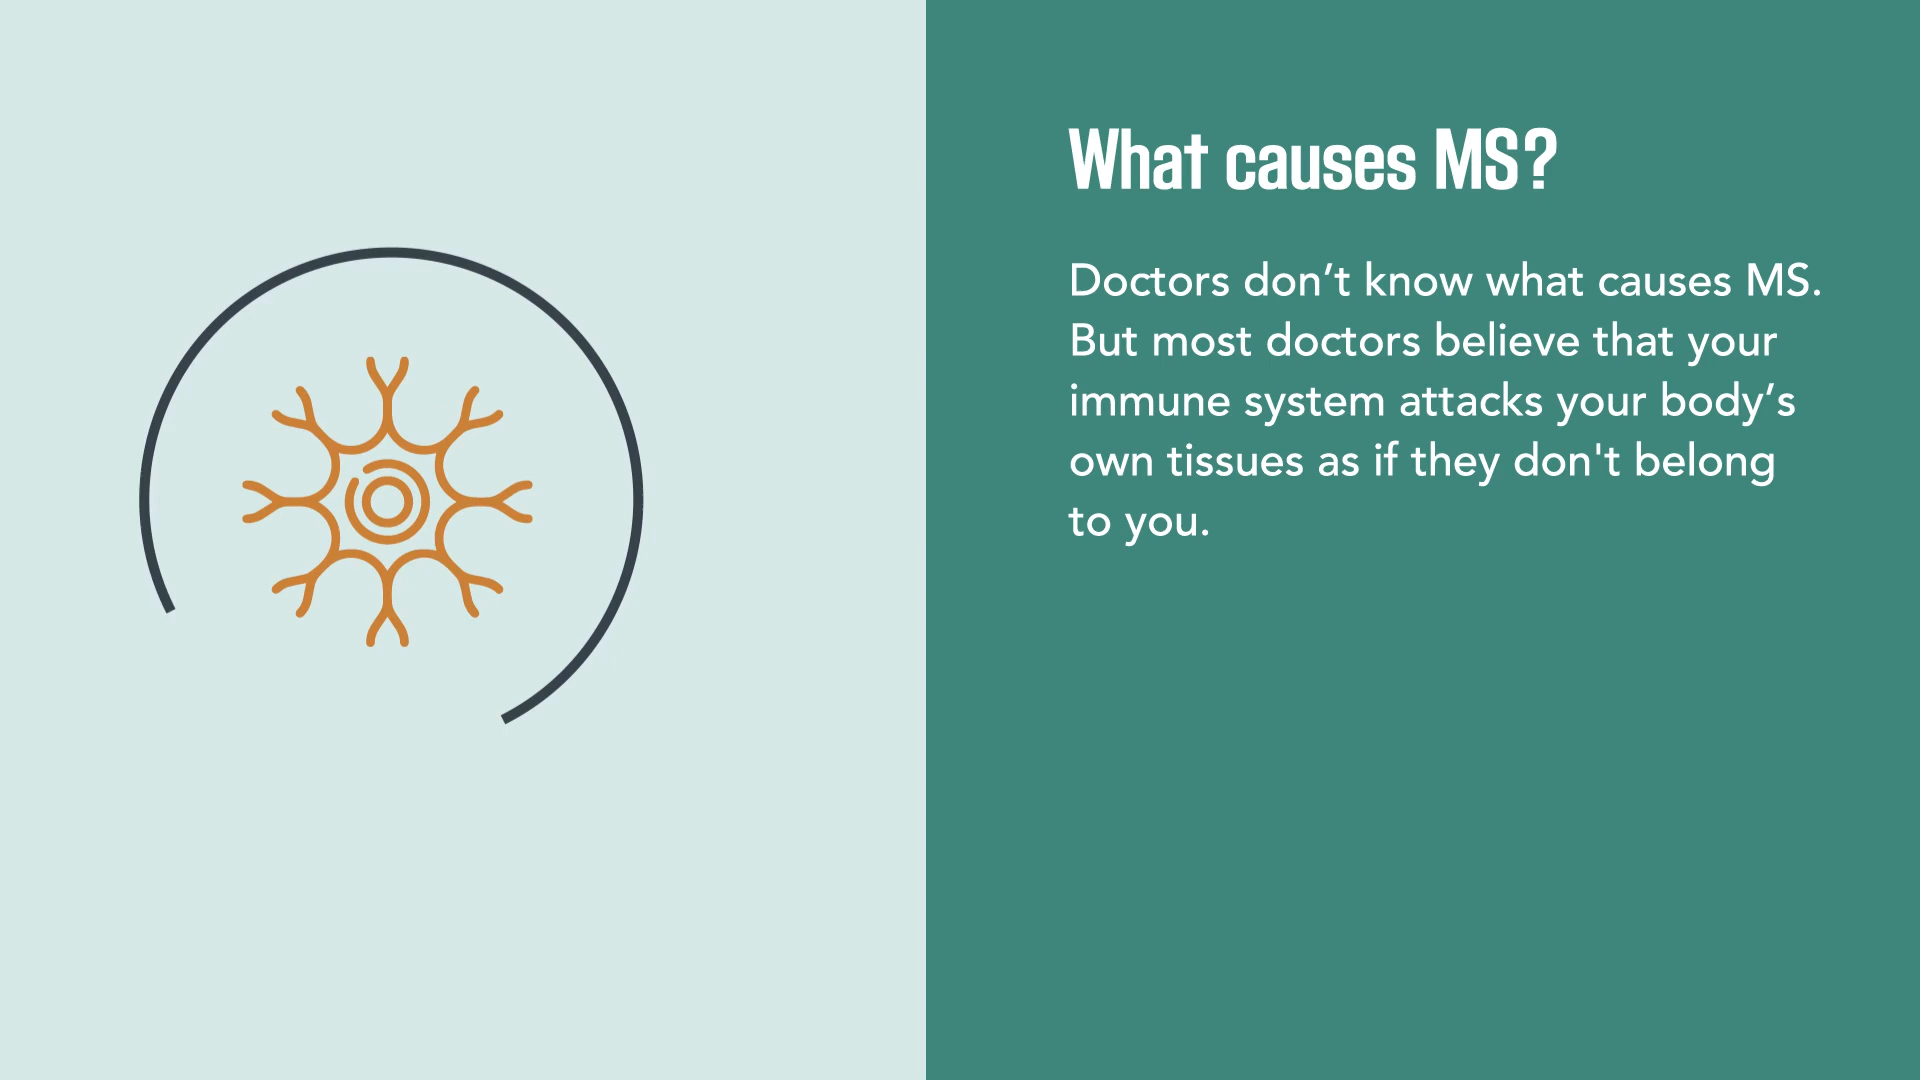 What causes MS?
Doctors don’t know what causes MS.
But most doctors believe that your
immune system attacks your body’s
own tissues as if they don't belong
to you.